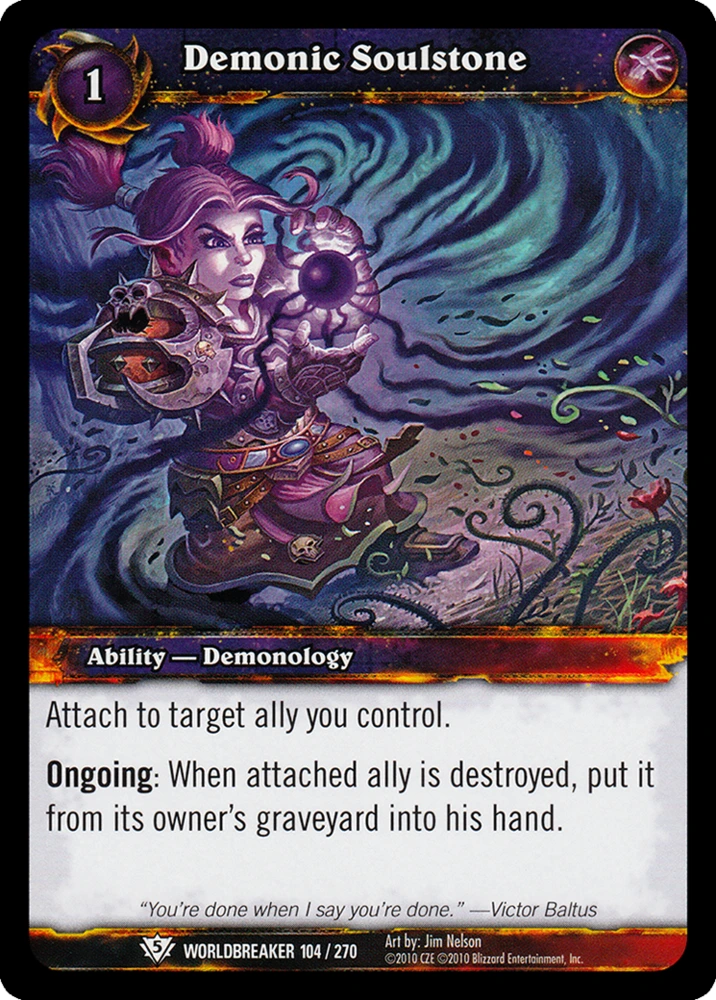 1
Demonic Soulstone
Ability — Demonology
Attach to target ally you control.
Ongoing: When attached ally is destroyed, put it
from its owner's graveyard into his hand.
"You're done when I say you're done." —Victor Baltus
5 WORLDBREAKER 104 / 270
Art by: Jim Nelson
©2010 CZE ©2010 Blizzard Entertainment, Inc.